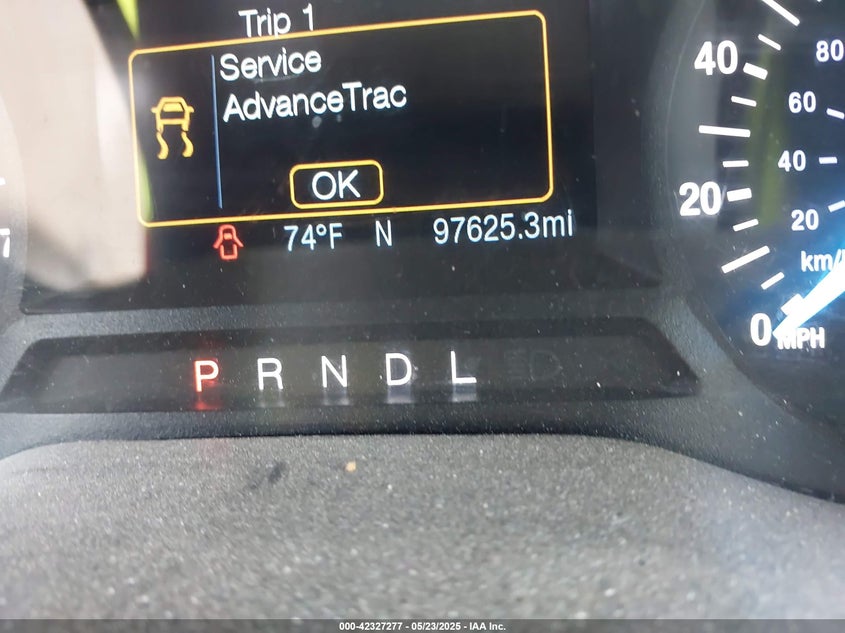 Trip 1
Service
AdvanceTrac
OK
74°F N 97625.3mi
P R N D L
40
20
0
80
60
40
20
km/
MPH
7
000-42327277 - 05/23/2025 - IAA Inc.